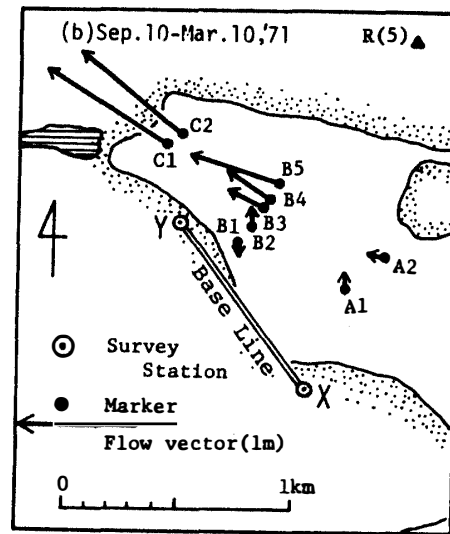 (b)Sep.10-Mar.10,'71
R(5)
C2
C1
B5
B4
B3
B1
B2
Y
A2
A1
Base Line
X
Survey
Station
Marker
Flow vector(1m)
0 1km